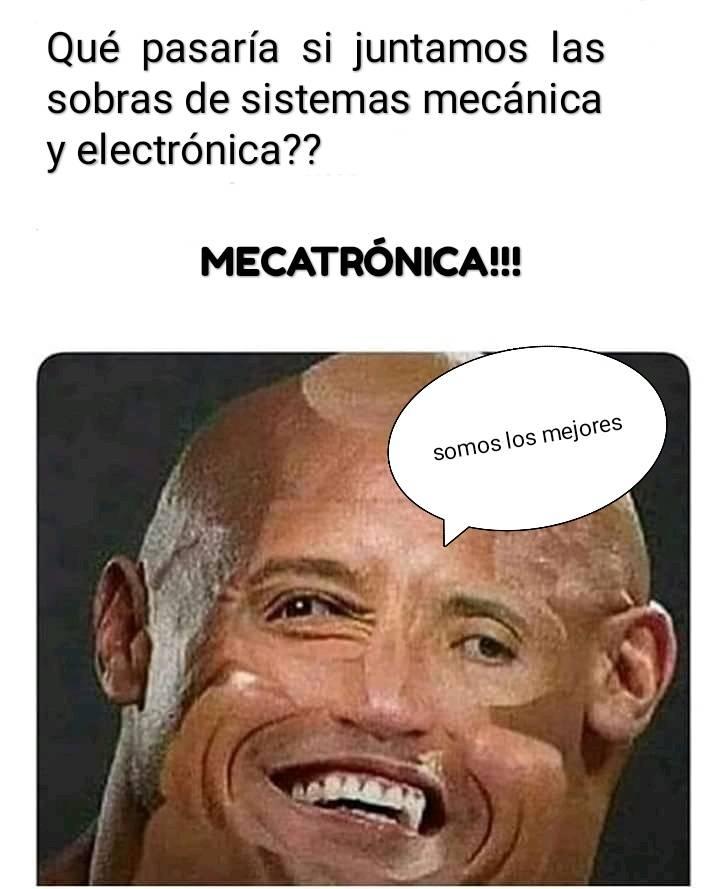 Qué pasaría si juntamos las
sobras de sistemas mecánica
y electrónica??
MECATRÓNICA!!!
somos los mejores